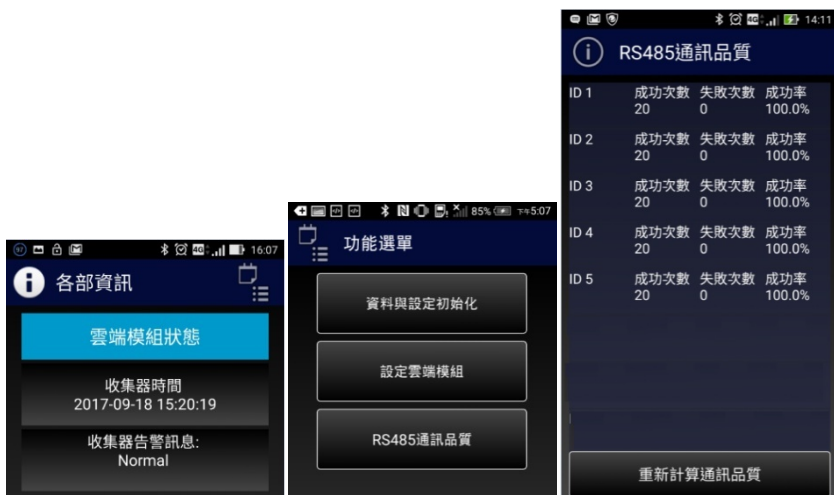 16:07
各部資訊
雲端模組狀態
收集器時間
2017-09-18 15:20:19
收集器告警訊息:
Normal
85% 下午5:07
功能選單
資料與設定初始化
設定雲端模組
RS485通訊品質
4G 14:11
RS485通訊品質
ID 1 成功次數 失敗次數 成功率
20 0 100.0%
ID 2 成功次數 失敗次數 成功率
20 0 100.0%
ID 3 成功次數 失敗次數 成功率
20 0 100.0%
ID 4 成功次數 失敗次數 成功率
20 0 100.0%
ID 5 成功次數 失敗次數 成功率
20 0 100.0%
重新計算通訊品質